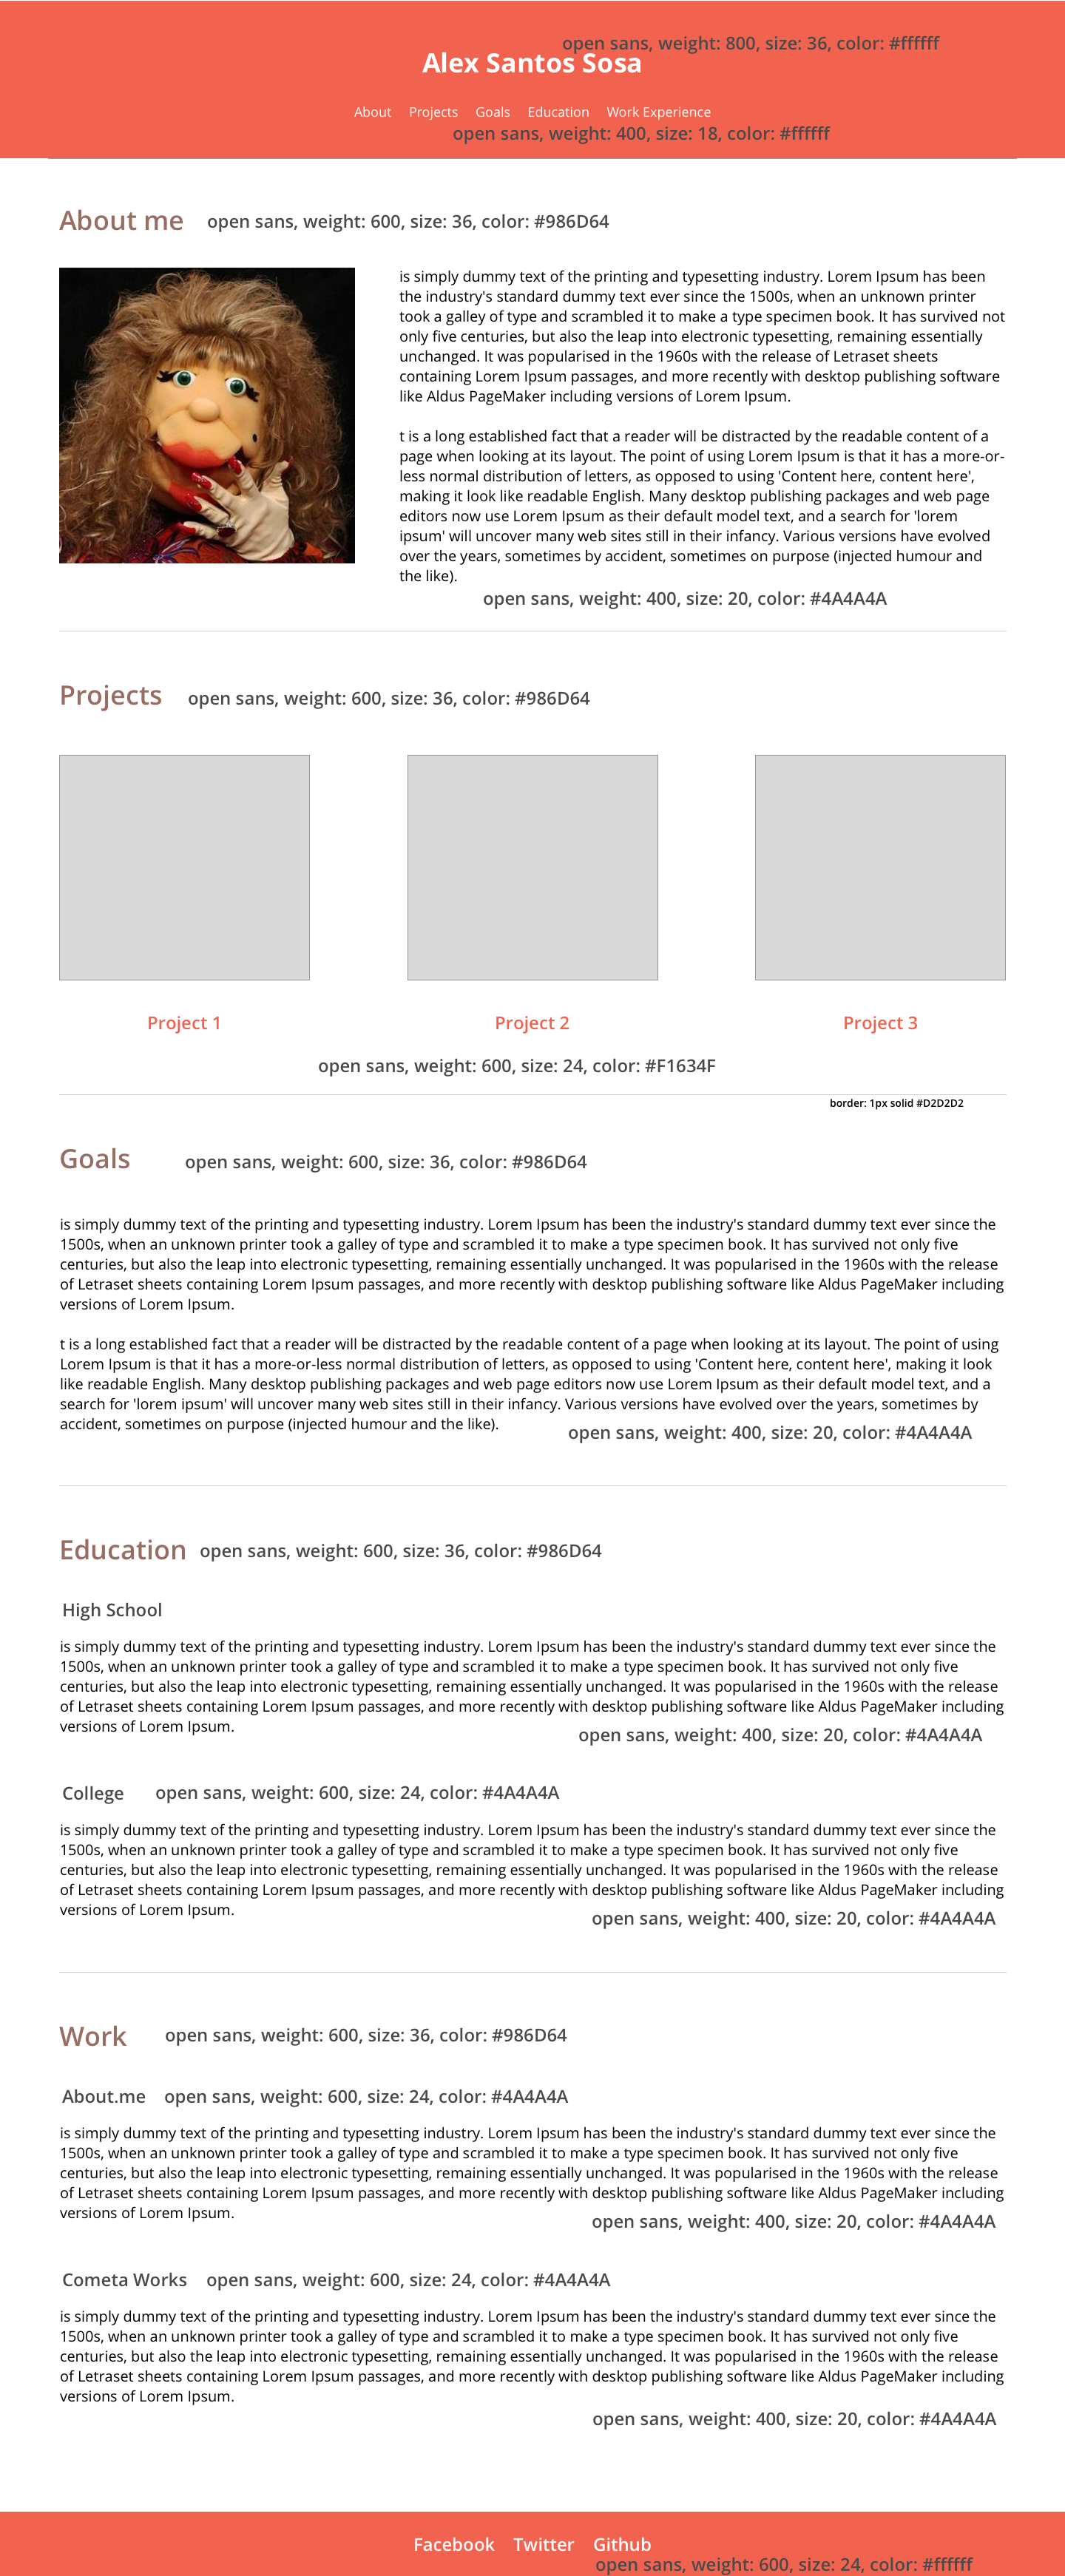 open sans, weight: 800, size: 36, color: #ffffff
Alex Santos Sosa
About Projects Goals Education Work Experience
open sans, weight: 400, size: 18, color: #ffffff
About me open sans, weight: 600, size: 36, color: #986D64
is simply dummy text of the printing and typesetting industry. Lorem Ipsum has been
the industry's standard dummy text ever since the 1500s, when an unknown printer
took a galley of type and scrambled it to make a type specimen book. It has survived not
only five centuries, but also the leap into electronic typesetting, remaining essentially
unchanged. It was popularised in the 1960s with the release of Letraset sheets
containing Lorem Ipsum passages, and more recently with desktop publishing software
like Aldus PageMaker including versions of Lorem Ipsum.
t is a long established fact that a reader will be distracted by the readable content of a
page when looking at its layout. The point of using Lorem Ipsum is that it has a more-or-
less normal distribution of letters, as opposed to using 'Content here, content here',
making it look like readable English. Many desktop publishing packages and web page
editors now use Lorem Ipsum as their default model text, and a search for 'lorem
ipsum' will uncover many web sites still in their infancy. Various versions have evolved
over the years, sometimes by accident, sometimes on purpose (injected humour and
the like).
open sans, weight: 400, size: 20, color: #4A4A4A
Projects open sans, weight: 600, size: 36, color: #986D64
Project 1 Project 2 Project 3
open sans, weight: 600, size: 24, color: #F1634F
border: 1px solid #D2D2D2
Goals open sans, weight: 600, size: 36, color: #986D64
is simply dummy text of the printing and typesetting industry. Lorem Ipsum has been the industry's standard dummy text ever since the
1500s, when an unknown printer took a galley of type and scrambled it to make a type specimen book. It has survived not only five
centuries, but also the leap into electronic typesetting, remaining essentially unchanged. It was popularised in the 1960s with the release
of Letraset sheets containing Lorem Ipsum passages, and more recently with desktop publishing software like Aldus PageMaker including
versions of Lorem Ipsum.
t is a long established fact that a reader will be distracted by the readable content of a page when looking at its layout. The point of using
Lorem Ipsum is that it has a more-or-less normal distribution of letters, as opposed to using 'Content here, content here', making it look
like readable English. Many desktop publishing packages and web page editors now use Lorem Ipsum as their default model text, and a
search for 'lorem ipsum' will uncover many web sites still in their infancy. Various versions have evolved over the years, sometimes by
accident, sometimes on purpose (injected humour and the like).
open sans, weight: 400, size: 20, color: #4A4A4A
Education open sans, weight: 600, size: 36, color: #986D64
High School
is simply dummy text of the printing and typesetting industry. Lorem Ipsum has been the industry's standard dummy text ever since the
1500s, when an unknown printer took a galley of type and scrambled it to make a type specimen book. It has survived not only five
centuries, but also the leap into electronic typesetting, remaining essentially unchanged. It was popularised in the 1960s with the release
of Letraset sheets containing Lorem Ipsum passages, and more recently with desktop publishing software like Aldus PageMaker including
versions of Lorem Ipsum.
open sans, weight: 400, size: 20, color: #4A4A4A
College open sans, weight: 600, size: 24, color: #4A4A4A
is simply dummy text of the printing and typesetting industry. Lorem Ipsum has been the industry's standard dummy text ever since the
1500s, when an unknown printer took a galley of type and scrambled it to make a type specimen book. It has survived not only five
centuries, but also the leap into electronic typesetting, remaining essentially unchanged. It was popularised in the 1960s with the release
of Letraset sheets containing Lorem Ipsum passages, and more recently with desktop publishing software like Aldus PageMaker including
versions of Lorem Ipsum.
open sans, weight: 400, size: 20, color: #4A4A4A
Work open sans, weight: 600, size: 36, color: #986D64
About.me open sans, weight: 600, size: 24, color: #4A4A4A
is simply dummy text of the printing and typesetting industry. Lorem Ipsum has been the industry's standard dummy text ever since the
1500s, when an unknown printer took a galley of type and scrambled it to make a type specimen book. It has survived not only five
centuries, but also the leap into electronic typesetting, remaining essentially unchanged. It was popularised in the 1960s with the release
of Letraset sheets containing Lorem Ipsum passages, and more recently with desktop publishing software like Aldus PageMaker including
versions of Lorem Ipsum.
open sans, weight: 400, size: 20, color: #4A4A4A
Cometa Works open sans, weight: 600, size: 24, color: #4A4A4A
is simply dummy text of the printing and typesetting industry. Lorem Ipsum has been the industry's standard dummy text ever since the
1500s, when an unknown printer took a galley of type and scrambled it to make a type specimen book. It has survived not only five
centuries, but also the leap into electronic typesetting, remaining essentially unchanged. It was popularised in the 1960s with the release
of Letraset sheets containing Lorem Ipsum passages, and more recently with desktop publishing software like Aldus PageMaker including
versions of Lorem Ipsum.
open sans, weight: 400, size: 20, color: #4A4A4A
Facebook Twitter Github
open sans, weight: 600, size: 24, color: #ffffff